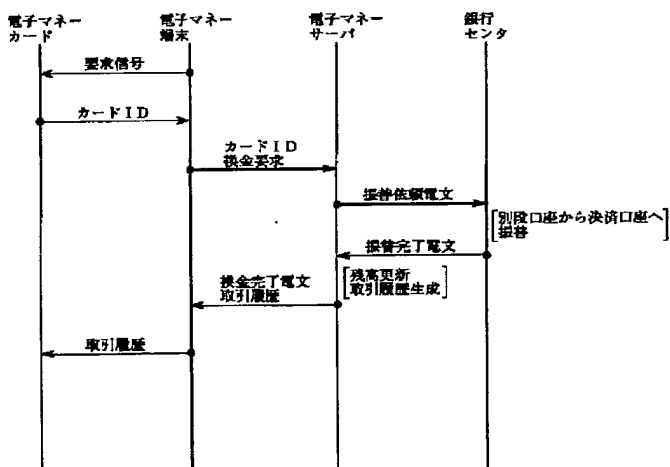 電子マネー
カード
電子マネー
端末
電子マネー
サーバ
銀行
センタ
要求信号
カードID
カードID
換金要求
振替依頼電文
別段口座から決済口座へ
振替
振替完了電文
残高更新
取引履歴生成
換金完了電文
取引履歴
取引履歴